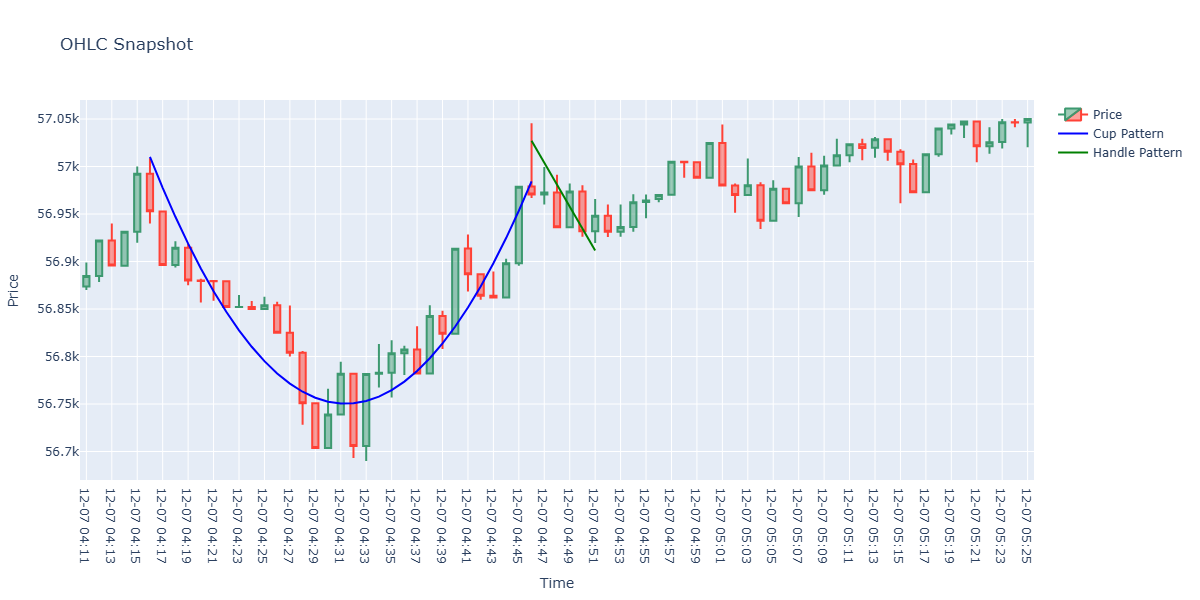 OHLC Snapshot
Price
Cup Pattern
Handle Pattern
57.05k
57k
56.95k
56.9k
56.85k
56.8k
56.75k
56.7k
Price
12-07 04:11
12-07 04:13
12-07 04:15
12-07 04:17
12-07 04:19
12-07 04:21
12-07 04:23
12-07 04:25
12-07 04:27
12-07 04:29
12-07 04:31
12-07 04:33
12-07 04:35
12-07 04:37
12-07 04:39
12-07 04:41
12-07 04:43
12-07 04:45
12-07 04:47
12-07 04:49
12-07 04:51
12-07 04:53
12-07 04:55
12-07 04:57
12-07 04:59
12-07 05:01
12-07 05:03
12-07 05:05
12-07 05:07
12-07 05:09
12-07 05:11
12-07 05:13
12-07 05:15
12-07 05:17
12-07 05:19
12-07 05:21
12-07 05:23
12-07 05:25
Time